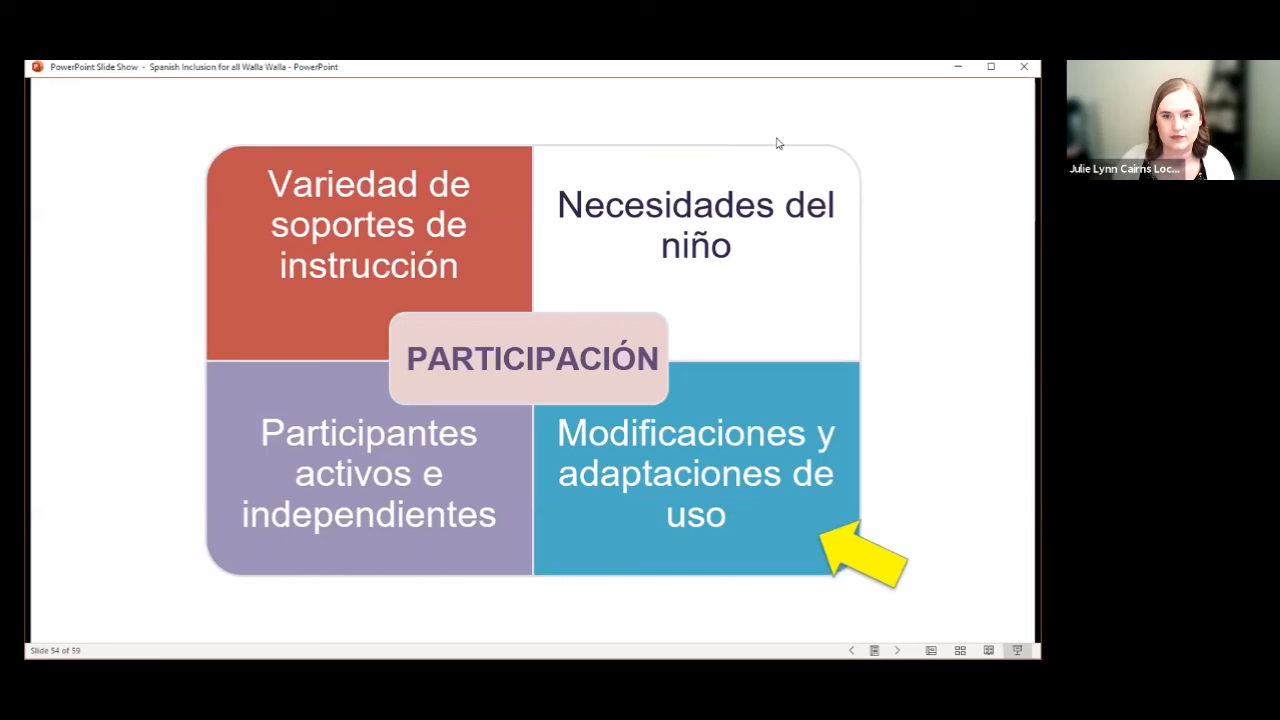 PowerPoint Slide Show - Spanish Inclusion for all Walla Walla - PowerPoint
Variedad de
soportes de
instrucción
Necesidades del
niño
PARTICIPACIÓN
Participantes
activos e
independientes
Modificaciones y
adaptaciones de
uso
Slide 54 of 59
Julie Lynn Cairns Loc...